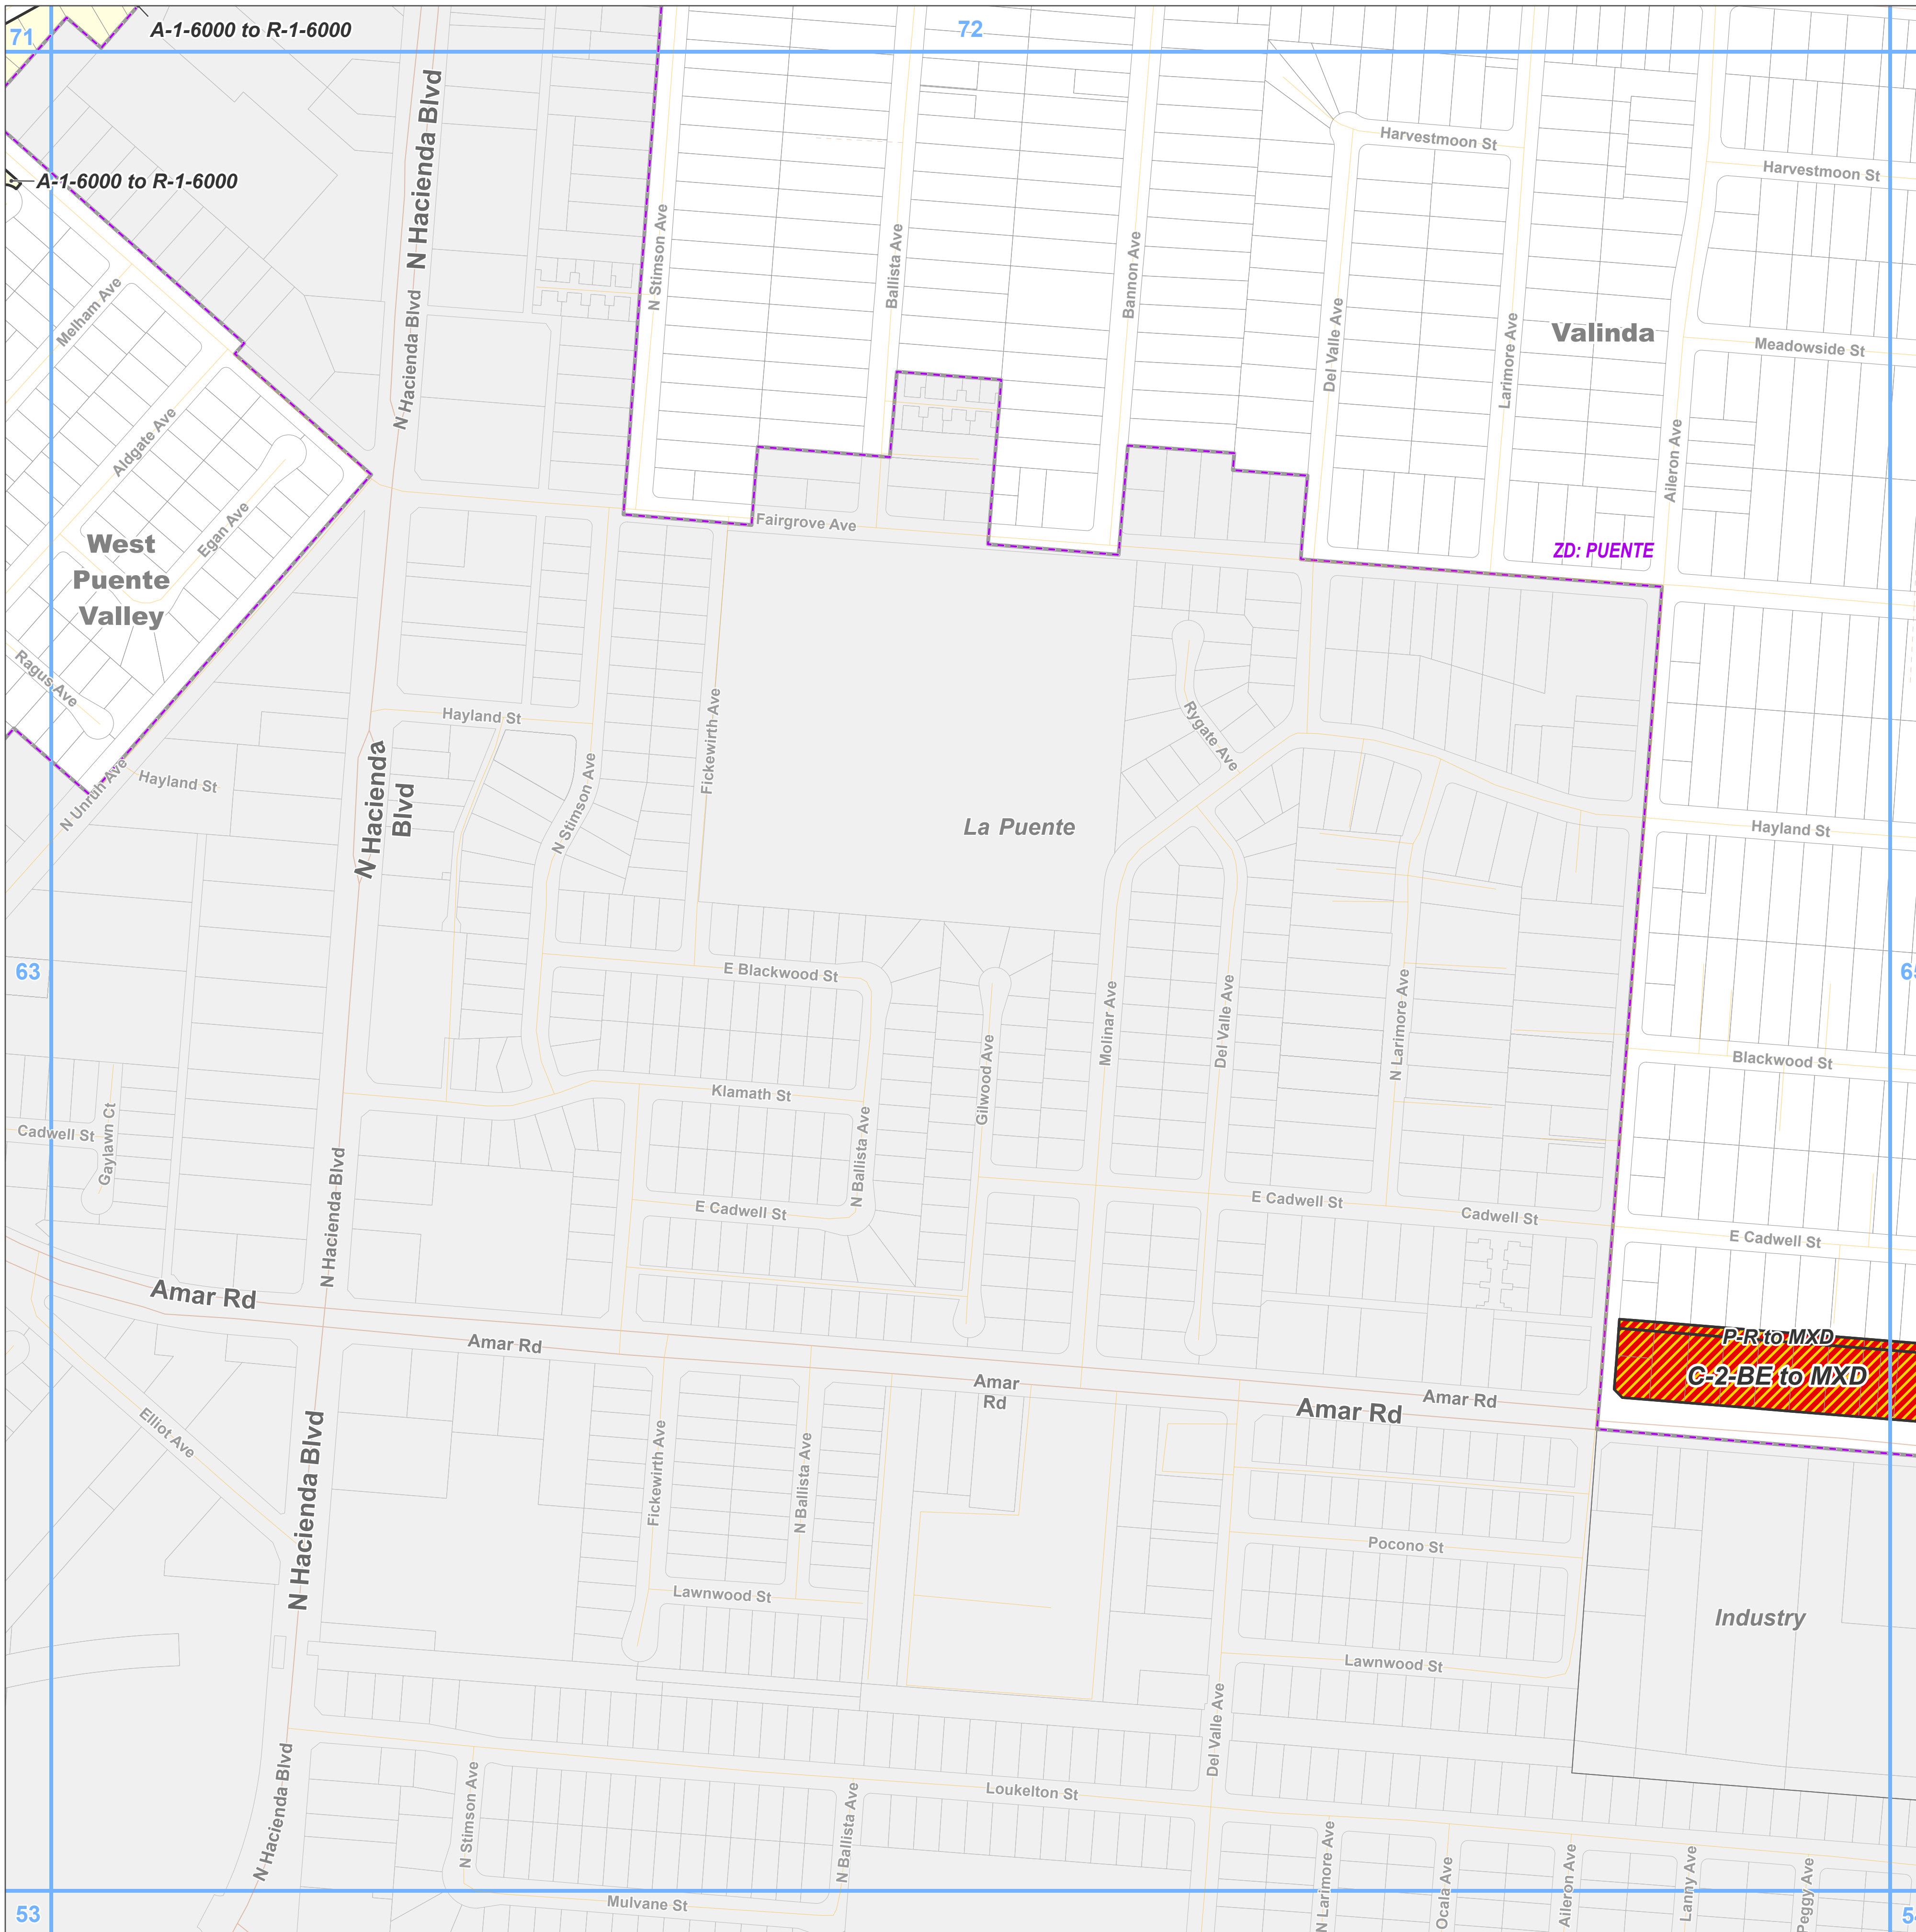 71
A-1-6000 to R-1-6000
72
N Hacienda Blvd
Harvestmoon St
Harvestmoon St
A-1-6000 to R-1-6000
N Hacienda Blvd
N Stimson Ave
Ballista Ave
Bannon Ave
Del Valle Ave
Larimore Ave
Valinda
Meadowside St
Melham Ave
N Hacienda Blvd
N Hacienda Blvd
Aldgate Ave
Aileron Ave
Egan Ave
Fairgrove Ave
West
Puente
Valley
ZD: PUENTE
Ragus Ave
Hayland St
Fickewirth Ave
Rygate Ave
N Unruh Ave
Hayland St
N Hacienda
Blvd
N Stimson Ave
La Puente
Hayland St
63
E Blackwood St
Molinar Ave
Del Valle Ave
N Larimore Ave
Gilwood Ave
Blackwood St
Klamath St
Cadwell St
Gaylawn Ct
N Ballista Ave
N Hacienda Blvd
E Cadwell St
E Cadwell St
Cadwell St
E Cadwell St
Amar Rd
Amar Rd
P-R to MXD
C-2-BE to MXD
Amar
Rd
Amar Rd
Amar Rd
Elliot Ave
N Hacienda Blvd
Fickewirth Ave
N Ballista Ave
Pocono St
Lawnwood St
Industry
Lawnwood St
Del Valle Ave
N Hacienda Blvd
N Stimson Ave
Loukelton St
N Ballista Ave
N Larimore Ave
Ocala Ave
Aileron Ave
Lanny Ave
Peggy Ave
Mulvane St
53